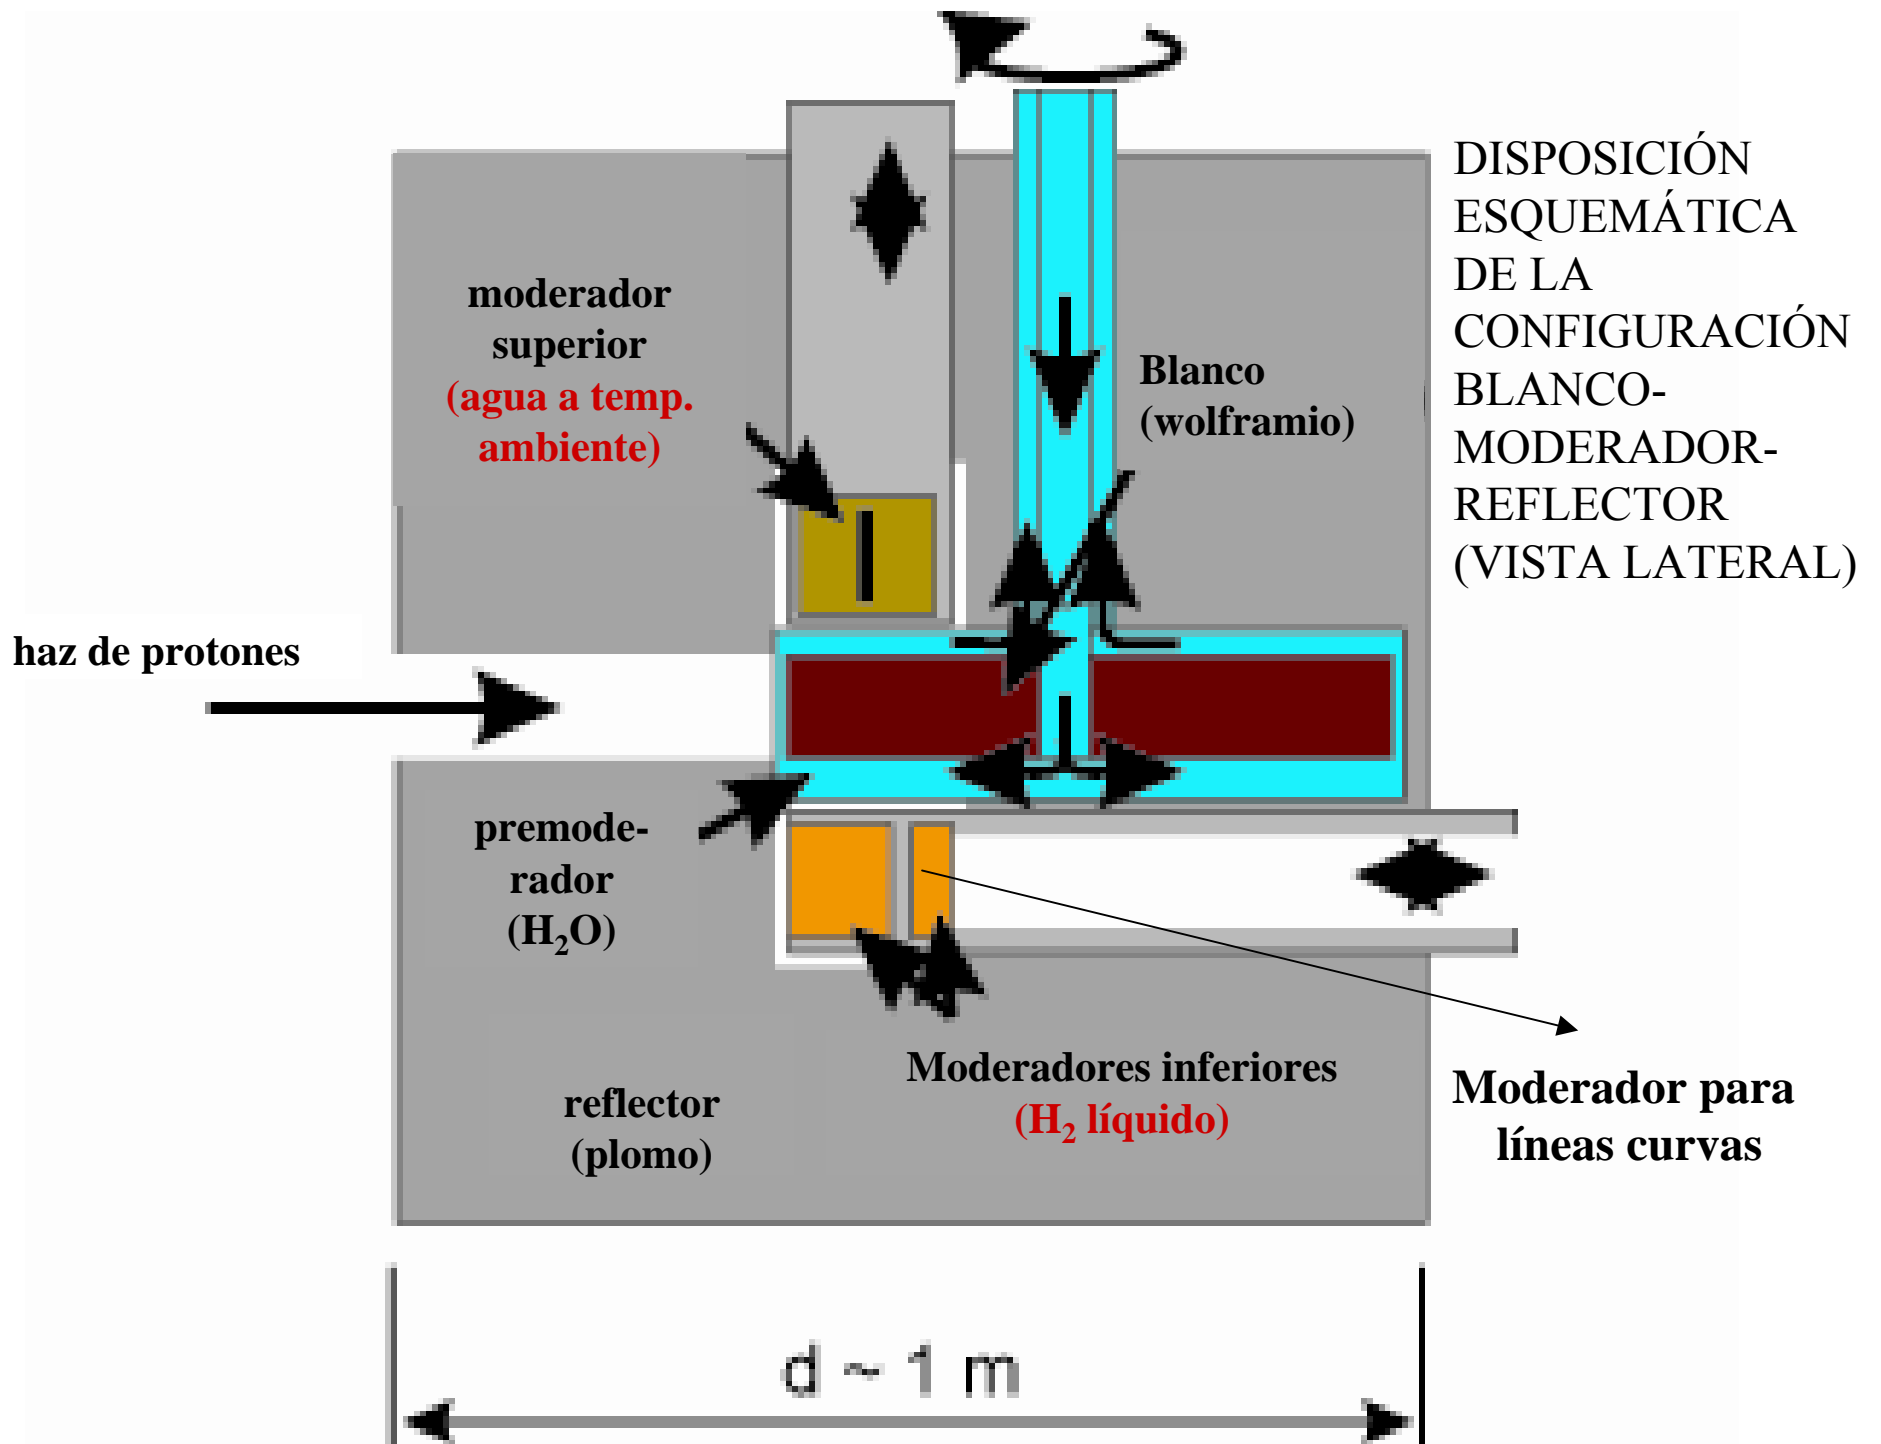 DISPOSICIÓN
ESQUEMÁTICA
DE LA
CONFIGURACIÓN
BLANCO-
MODERADOR-
REFLECTOR
(VISTA LATERAL)
moderador
superior
(agua a temp.
ambiente)
Blanco
(wolframio)
haz de protones
premode-
rador
(H₂O)
Moderadores inferiores
(H₂ líquido)
Moderador para
líneas curvas
reflector
(plomo)
d ~ 1 m